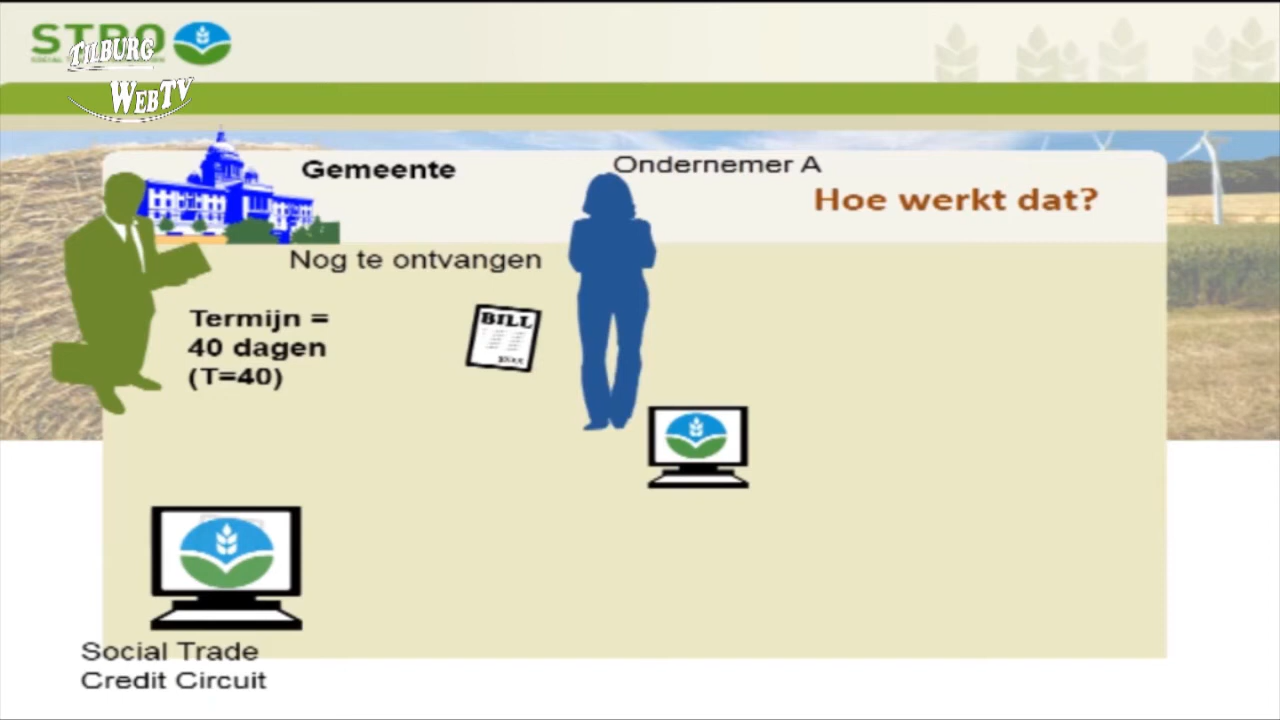 STRO
TILBURG
WEBTV
Gemeente
Ondernemer A
Hoe werkt dat?
Nog te ontvangen
Termijn =
40 dagen
(T=40)
BILL
Social Trade
Credit Circuit